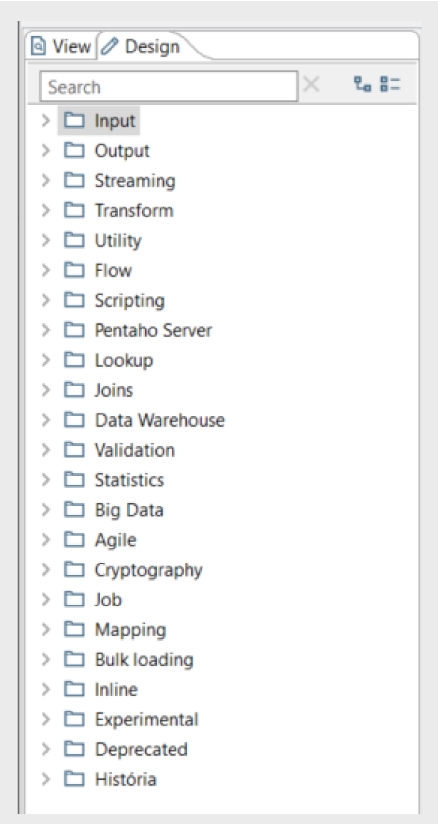 View Design
Search
Input
Output
Streaming
Transform
Utility
Flow
Scripting
Pentaho Server
Lookup
Joins
Data Warehouse
Validation
Statistics
Big Data
Agile
Cryptography
Job
Mapping
Bulk loading
Inline
Experimental
Deprecated
História